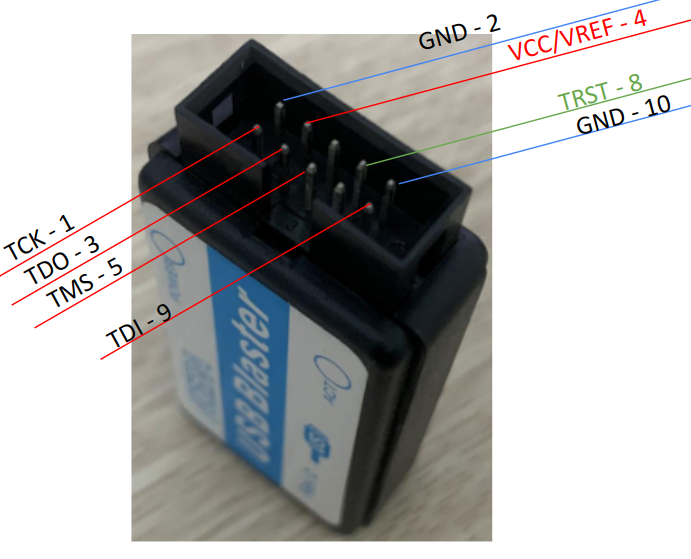 GND - 2
VCC/VREF - 4
TRST - 8
GND - 10
TCK - 1
TDO - 3
TMS - 5
TDI - 9
USB Blaster
ACT